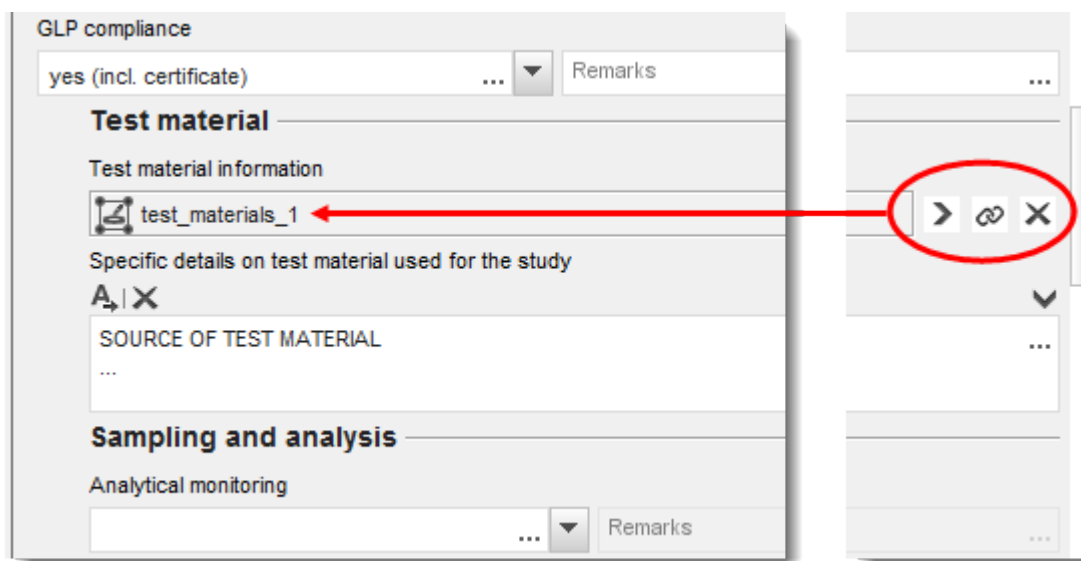 GLP compliance
yes (incl. certificate) ... Remarks ...
Test material
Test material information
test_materials_1
Specific details on test material used for the study
A
SOURCE OF TEST MATERIAL ...
...
Sampling and analysis
Analytical monitoring
... Remarks ...